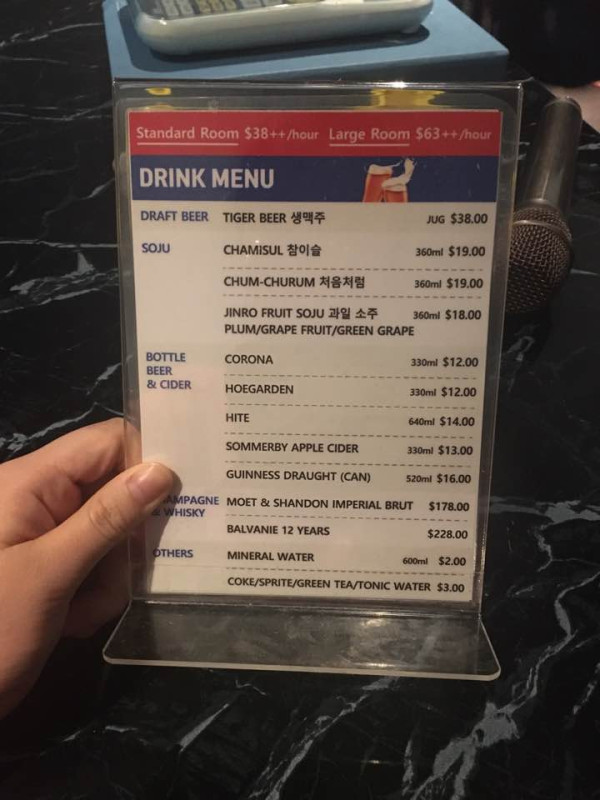 Standard Room $38++/hour Large Room $63++/hour
DRINK MENU
DRAFT BEER TIGER BEER 생맥주 JUG $38.00
SOJU CHAMISUL 참이슬 360ml $19.00
CHUM-CHURUM 처음처럼 360ml $19.00
JINRO FRUIT SOJU 과일 소주 360ml $18.00
PLUM/GRAPE FRUIT/GREEN GRAPE
BOTTLE BEER & CIDER CORONA 330ml $12.00
HOEGARDEN 330ml $12.00
HITE 640ml $14.00
SOMMERBY APPLE CIDER 330ml $13.00
GUINNESS DRAUGHT (CAN) 520ml $16.00
AMPAGNE & WHISKY MOET & SHANDON IMPERIAL BRUT $178.00
BALVANIE 12 YEARS $228.00
OTHERS MINERAL WATER 600ml $2.00
COKE/SPRITE/GREEN TEA/TONIC WATER $3.00